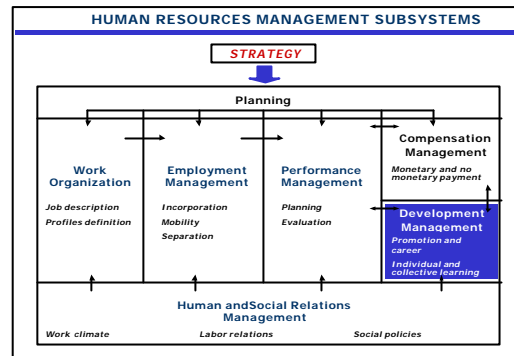 HUMAN RESOURCES MANAGEMENT SUBSYSTEMS
STRATEGY
Planning
Work
Organization
Job description
Profiles definition
Employment
Management
Incorporation
Mobility
Separation
Performance
Management
Planning
Evaluation
Compensation
Management
Monetary and no
monetary payment
Development
Management
Promotion and
career
Individual and
collective learning
Human andSocial Relations
Management
Work climate
Labor relations
Social policies